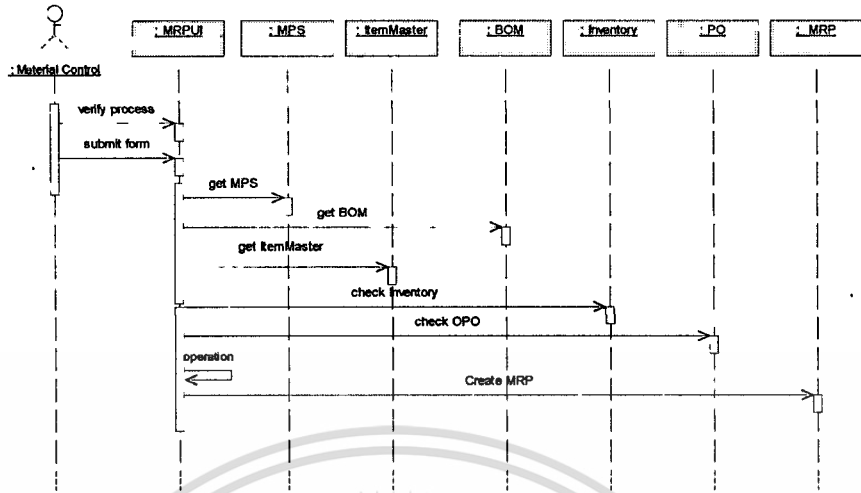 : MRPUI
: MPS
: ItemMaster
: BOM
: Inventory
: PO
: MRP
: Material Control
verify process
submit form
get MPS
get BOM
get ItemMaster
check Inventory
check OPO
operation
Create MRP